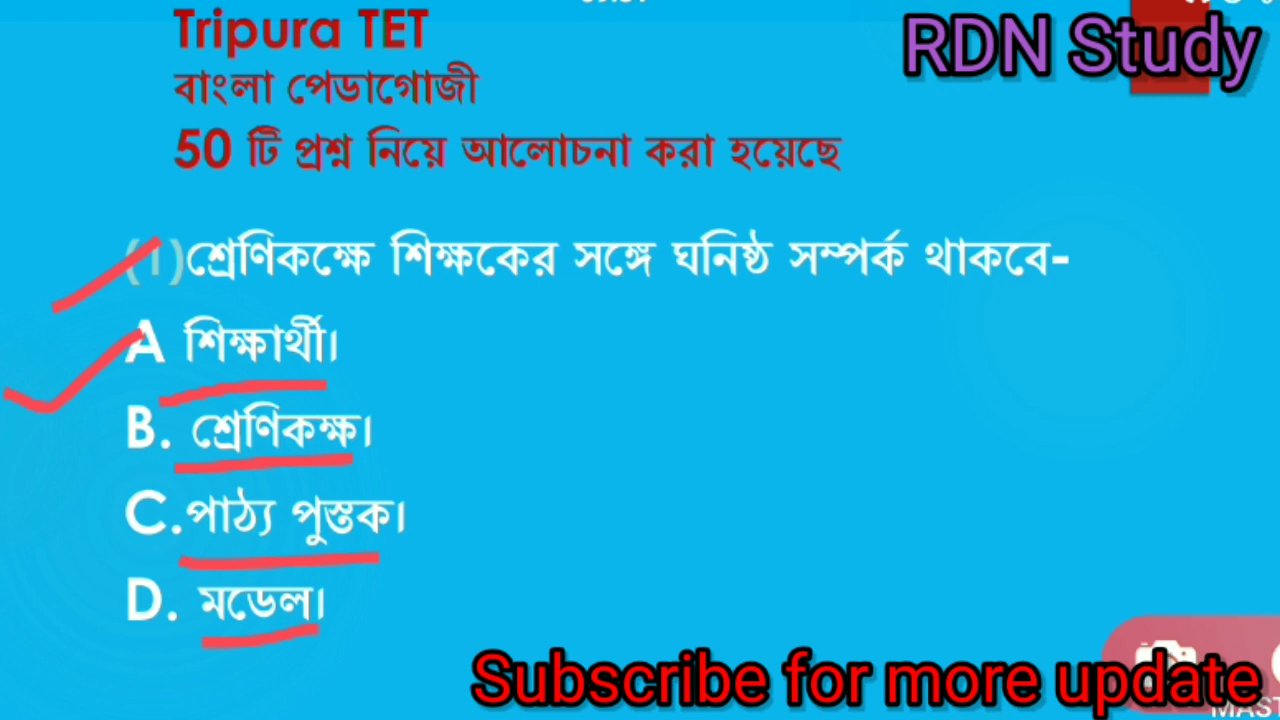 Tripura TET
RDN Study
বাংলা পেডাগোজী
50 টি প্রশ্ন নিয়ে আলোচনা করা হয়েছে
(1)শ্রেণিকক্ষে শিক্ষকের সঙ্গে ঘনিষ্ঠ সম্পর্ক থাকবে-
A শিক্ষার্থী।
B. শ্রেণিকক্ষ।
C.পাঠ্য পুস্তক।
D. মডেল।
Subscribe for more update